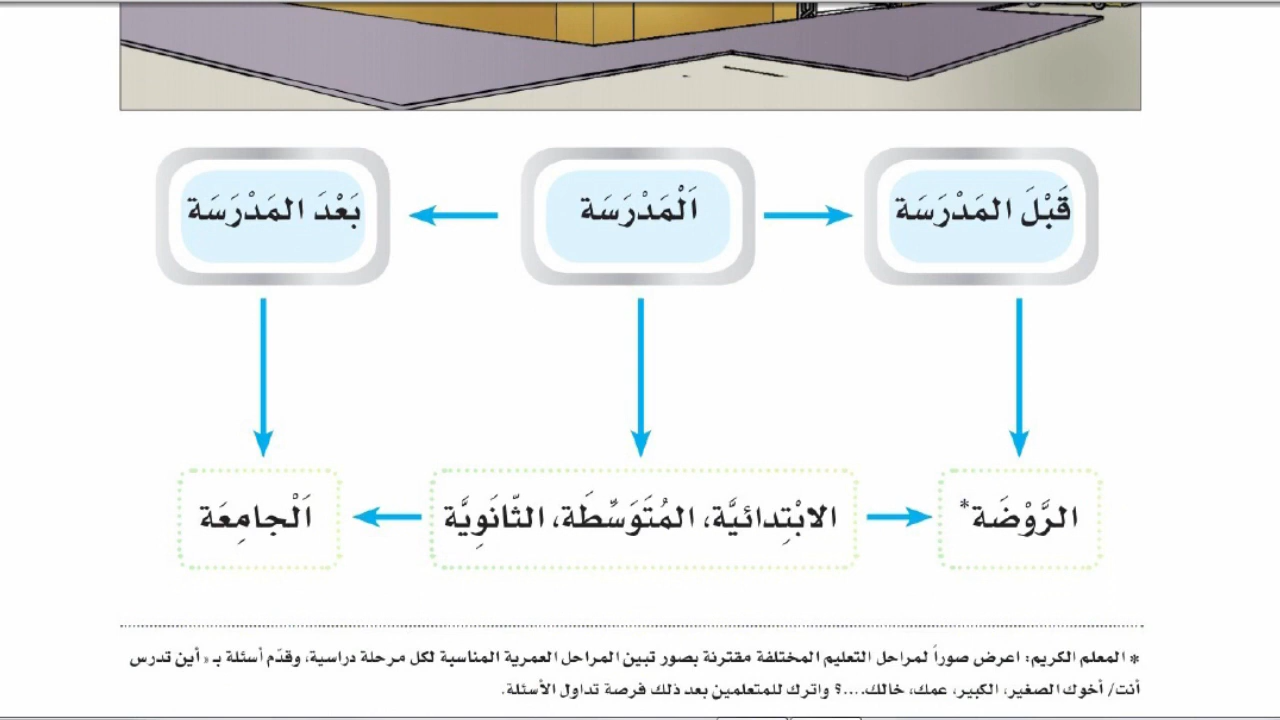 قَبْلَ المَدْرَسَة
اَلْمَدْرَسَة
بَعْدَ المَدْرَسَة
الرَّوْضَة*
الابْتِدائيَّة، المُتَوَسِّطَة، الثّانَوِيَّة
اَلْجامِعَة
* المعلم الكريم: اعرض صوراً لمراحل التعليم المختلفة مقترنة بصور تبين المراحل العمرية المناسبة لكل مرحلة دراسية، وقدّم أسئلة بـ «أين تدرس
أنت/ أخوك الصغير، الكبير، عمك، خالك....؟ واترك للمتعلمين بعد ذلك فرصة تداول الأسئلة.